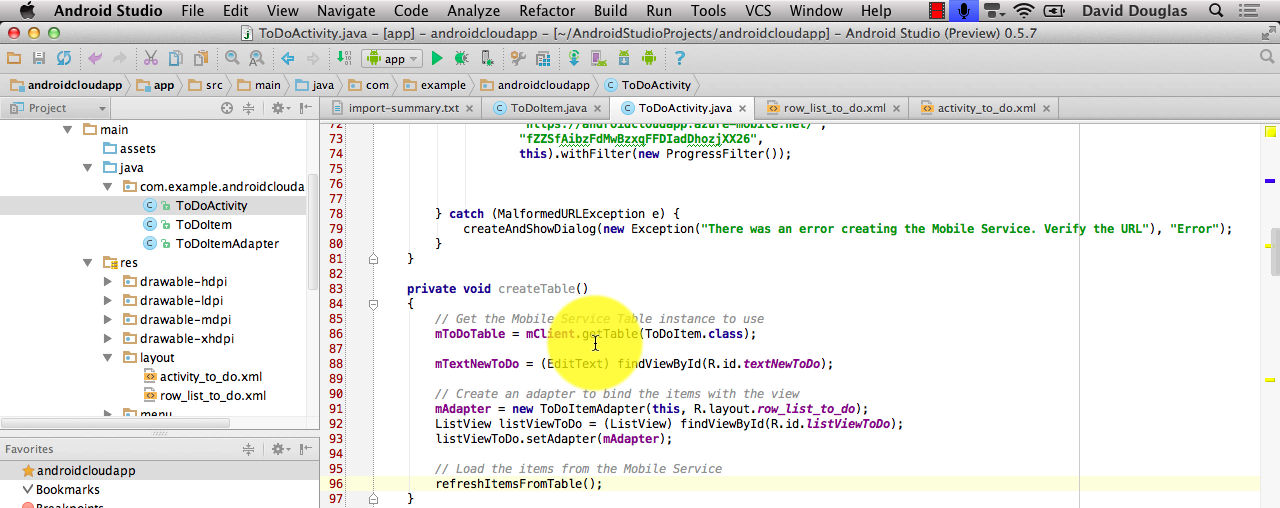 Android Studio File Edit View Navigate Code Analyze Refactor Build Run Tools VCS Window David Douglas
ToDoActivity.java - [app] - androidcloudapp - [~/AndroidStudioProjects/androidcloudapp] - Android Studio (Preview) 0.5.7
app
androidcloudapp app src main java com example androidcloudapp ToDoActivity
Project
import-summary.txt ToDoItem.java ToDoActivity.java row_list_to_do.xml activity_to_do.xml
main
assets
java
com.example.androidclouda
ToDoActivity
ToDoItem
ToDoItemAdapter
res
drawable-hdpi
drawable-ldpi
drawable-mdpi
drawable-xhdpi
layout
activity_to_do.xml
row_list_to_do.xml
menu
Favorites
androidcloudapp
Bookmarks
Breakpoints
72 "https://androidcloudapp.azure-mobile.net/",
73 "fZZSfAibzFdMwBzxqFFDIadDhozjXX26",
74 this).withFilter(new ProgressFilter());
75
76
77
78 } catch (MalformedURLException e) {
79 createAndShowDialog(new Exception("There was an error creating the Mobile Service. Verify the URL"), "Error");
80 }
81 }
82
83 private void createTable()
84 {
85 // Get the Mobile Service Table instance to use
86 mToDoTable = mClient.getTable(ToDoItem.class);
87
88 mTextNewToDo = (EditText) findViewById(R.id.textNewToDo);
89
90 // Create an adapter to bind the items with the view
91 mAdapter = new ToDoItemAdapter(this, R.layout.row_list_to_do);
92 ListView listViewToDo = (ListView) findViewById(R.id.listViewToDo);
93 listViewToDo.setAdapter(mAdapter);
94
95 // Load the items from the Mobile Service
96 refreshItemsFromTable();
97 }